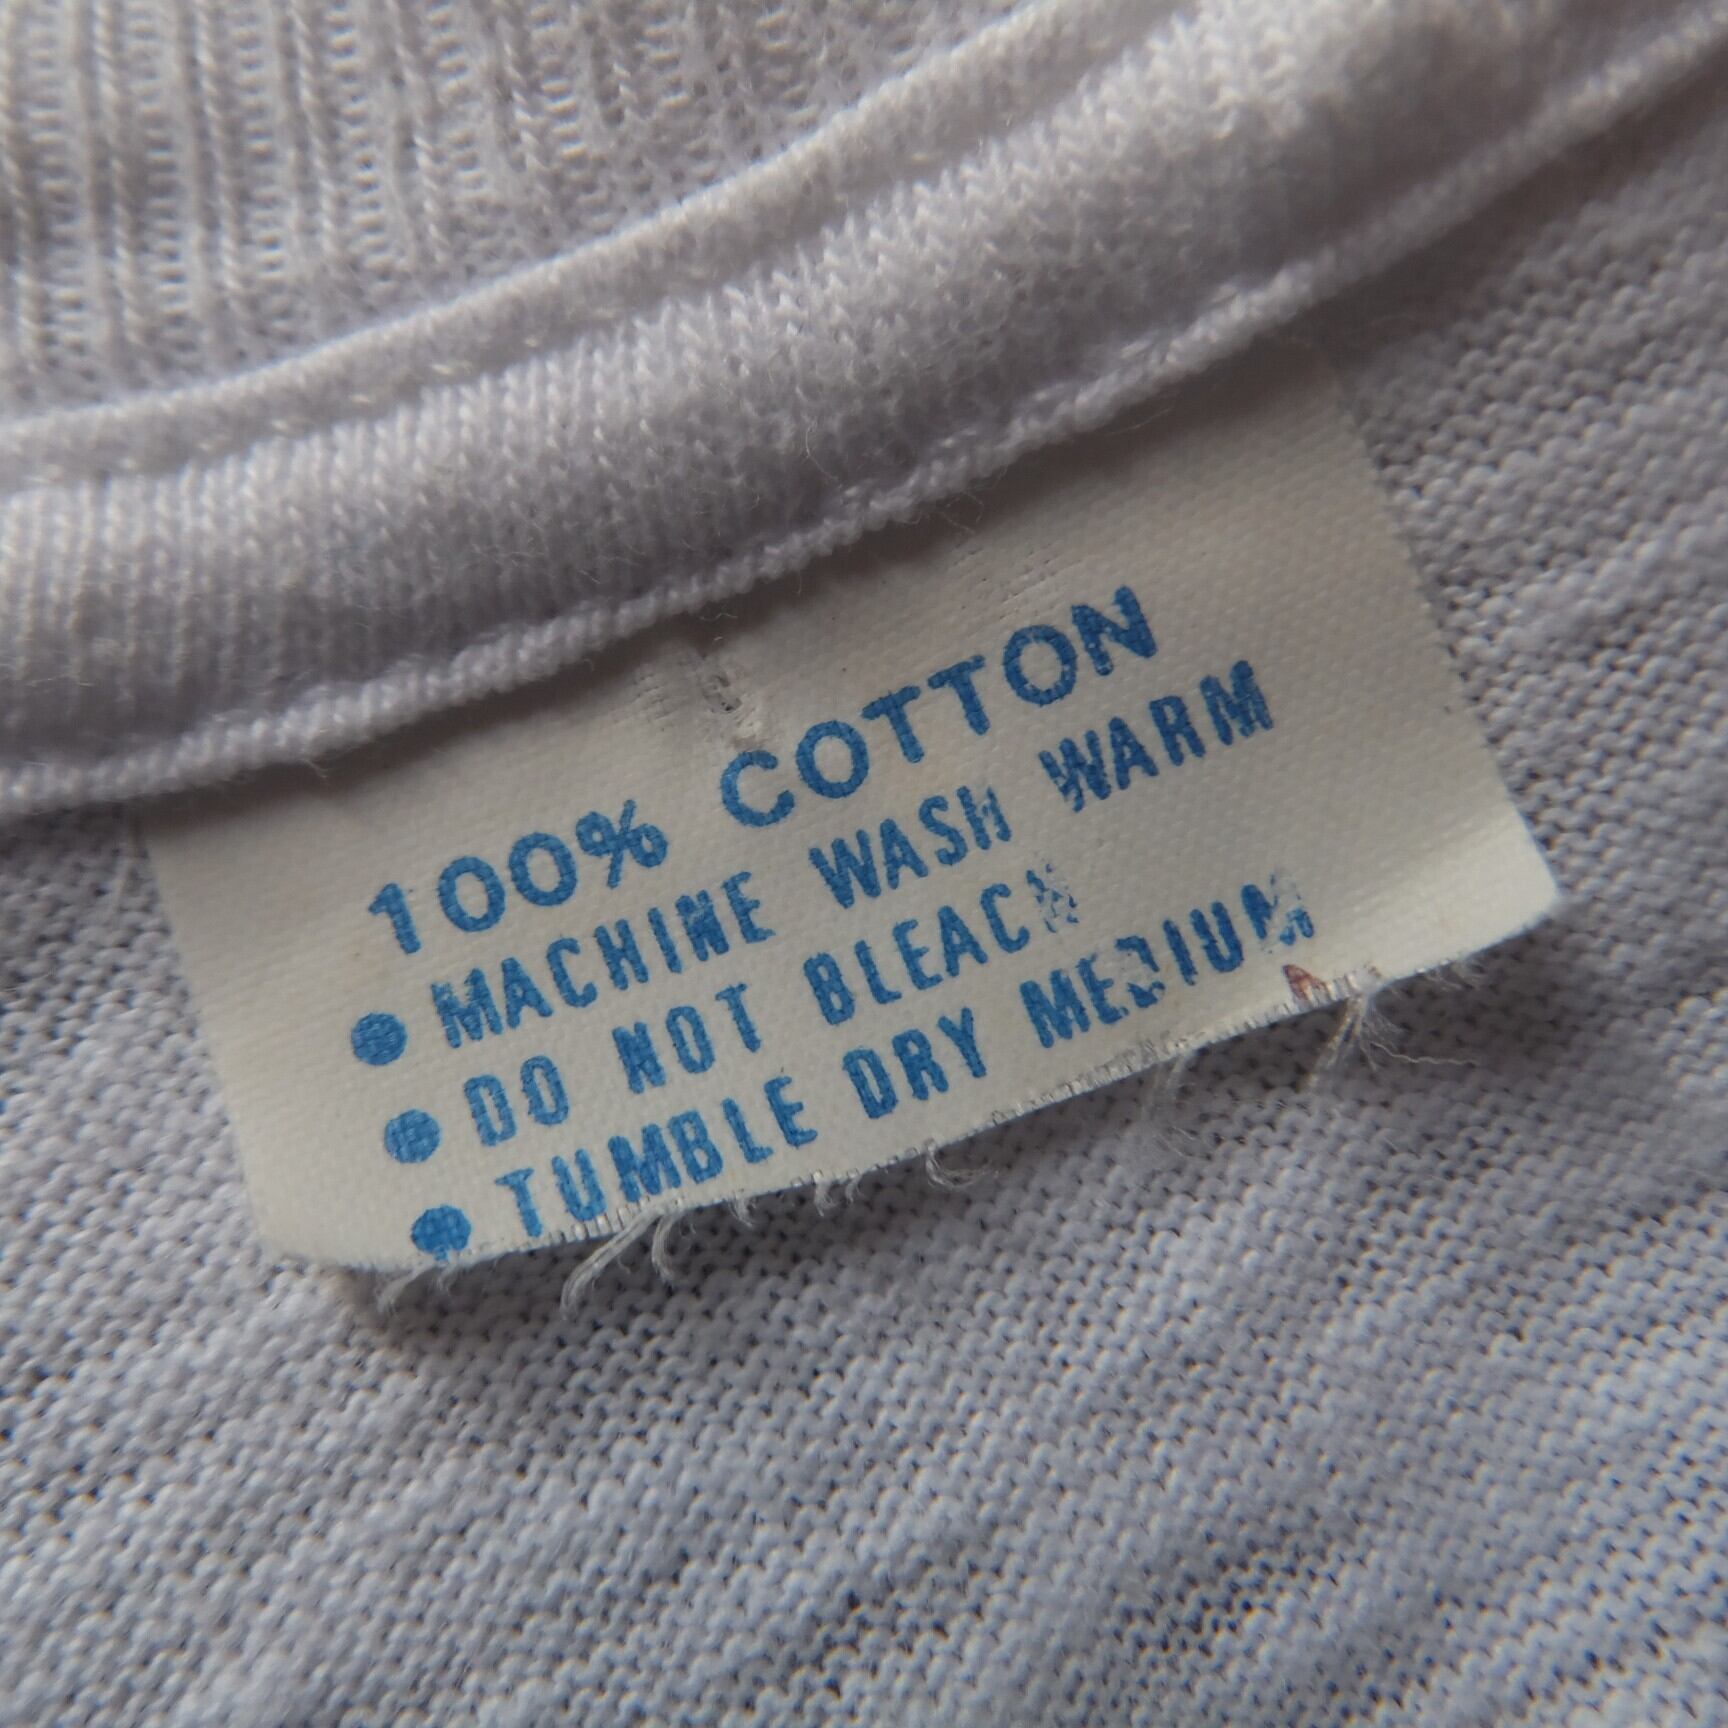 100% COTTON
● MACHINE WASH WARM
● DO NOT BLEACH
● TUMBLE DRY MEDIUM